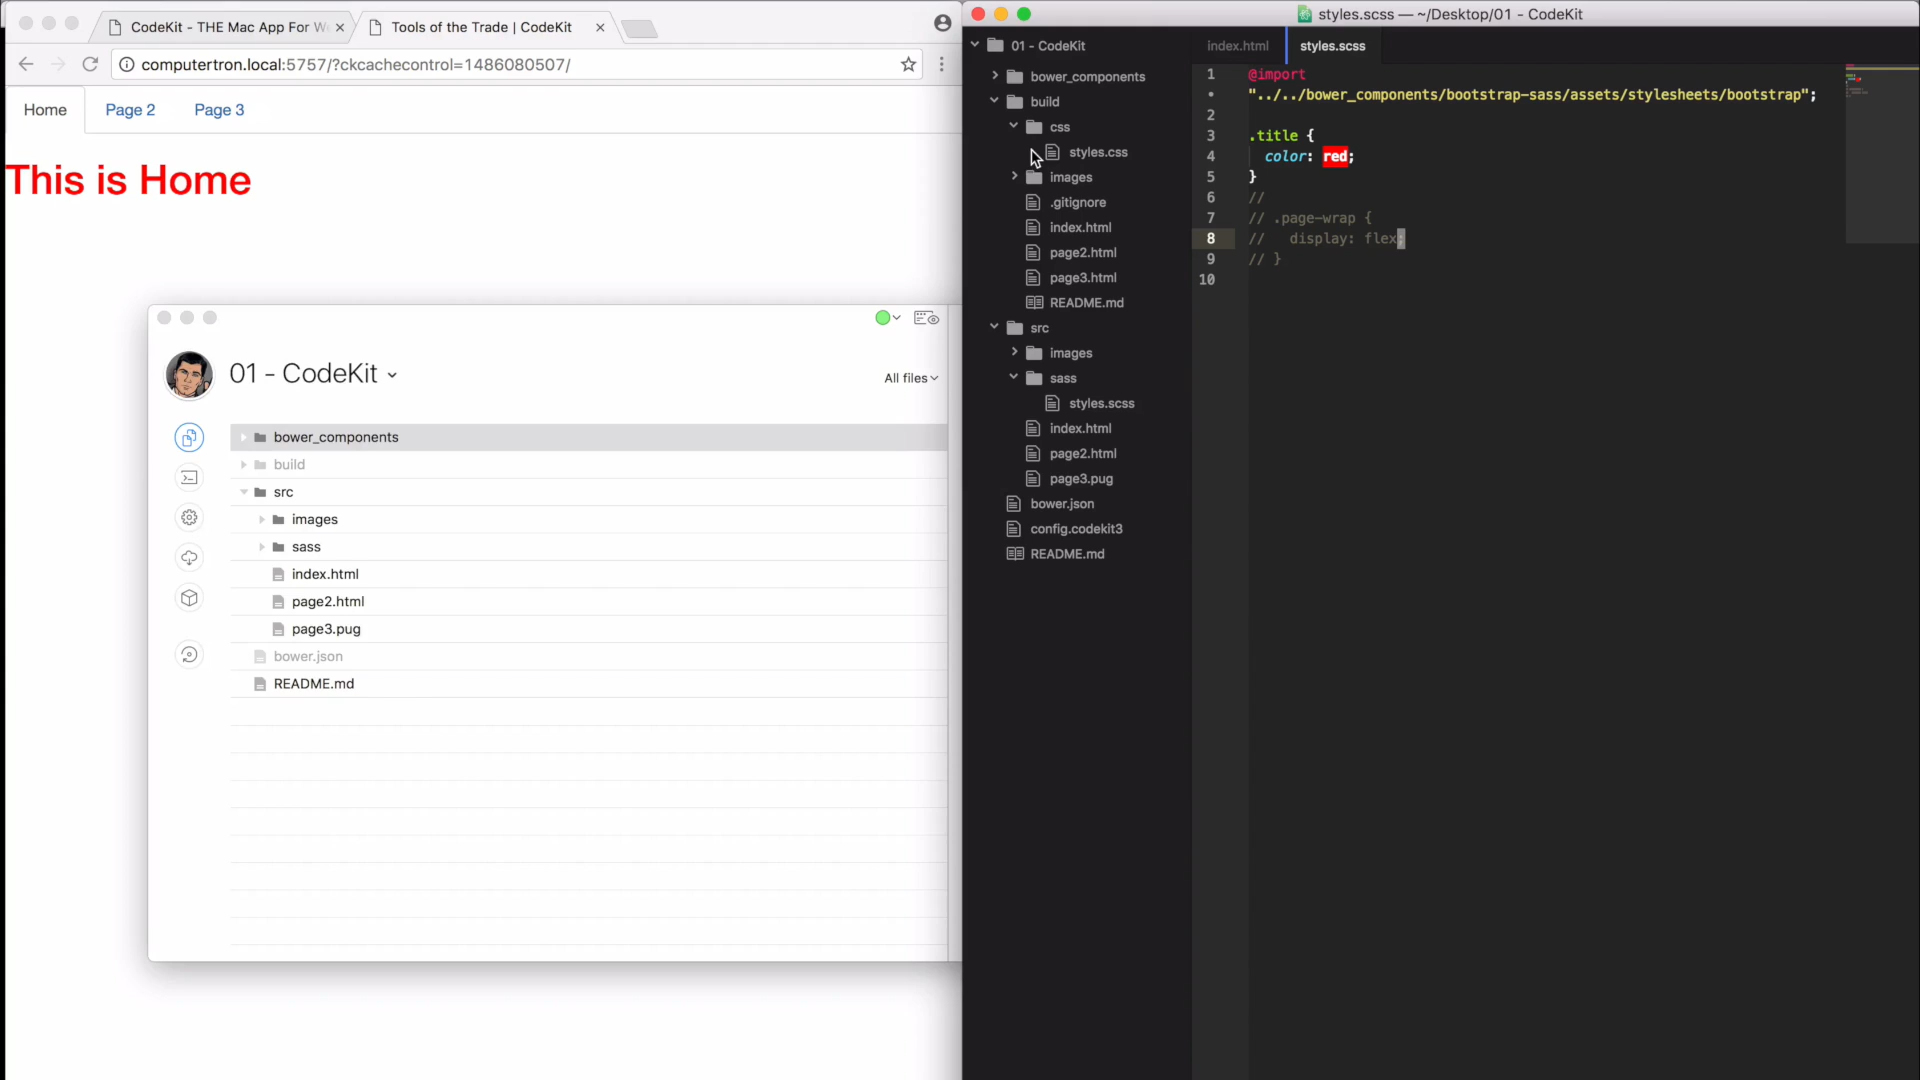 CodeKit - THE Mac App For We
Tools of the Trade | CodeKit
computertron.local:5757/?ckcachecontrol=1486080507/
Home
Page 2
Page 3
This is Home
01 - CodeKit
All files
bower_components
build
src
images
sass
index.html
page2.html
page3.pug
bower.json
README.md
styles.scss — ~/Desktop/01 - CodeKit
01 - CodeKit
bower_components
build
css
styles.css
images
.gitignore
index.html
page2.html
page3.html
README.md
src
images
sass
styles.scss
index.html
page2.html
page3.pug
bower.json
config.codekit3
README.md
index.html
styles.scss
1 @import
• "../../bower_components/bootstrap-sass/assets/stylesheets/bootstrap";
2
3 .title {
4 color: red;
5 }
6 //
7 // .page-wrap {
8 // display: flex;
9 // }
10